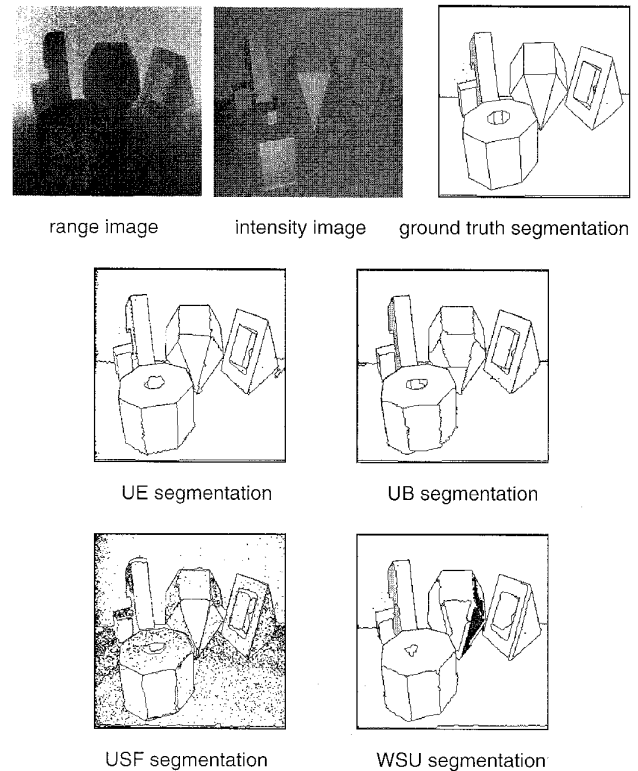 range image
intensity image
ground truth segmentation
UE segmentation
UB segmentation
USF segmentation
WSU segmentation